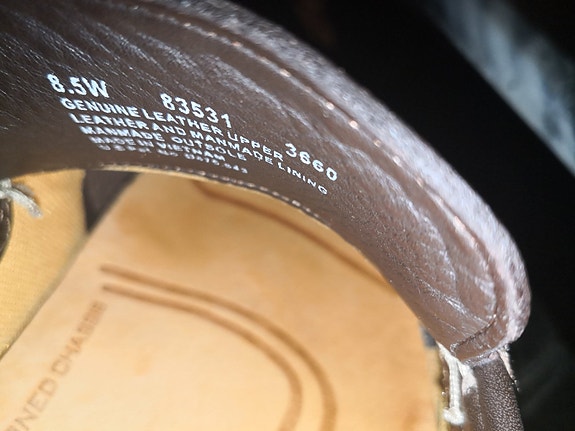 8.5W 83531 3660
GENUINE LEATHER UPPER
LEATHER AND MANMADE LINING
MANMADE OUTSOLE